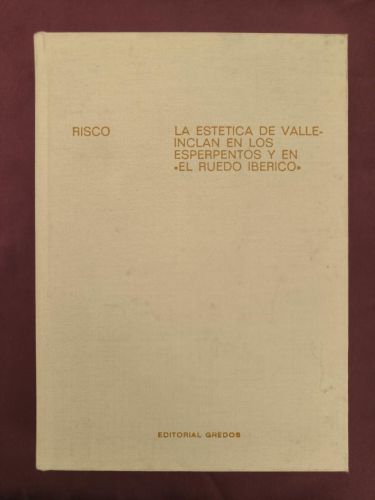 RISCO
LA ESTETICA DE VALLE-
INCLAN EN LOS
ESPERPENTOS Y EN
«EL RUEDO IBERICO»
EDITORIAL GREDOS